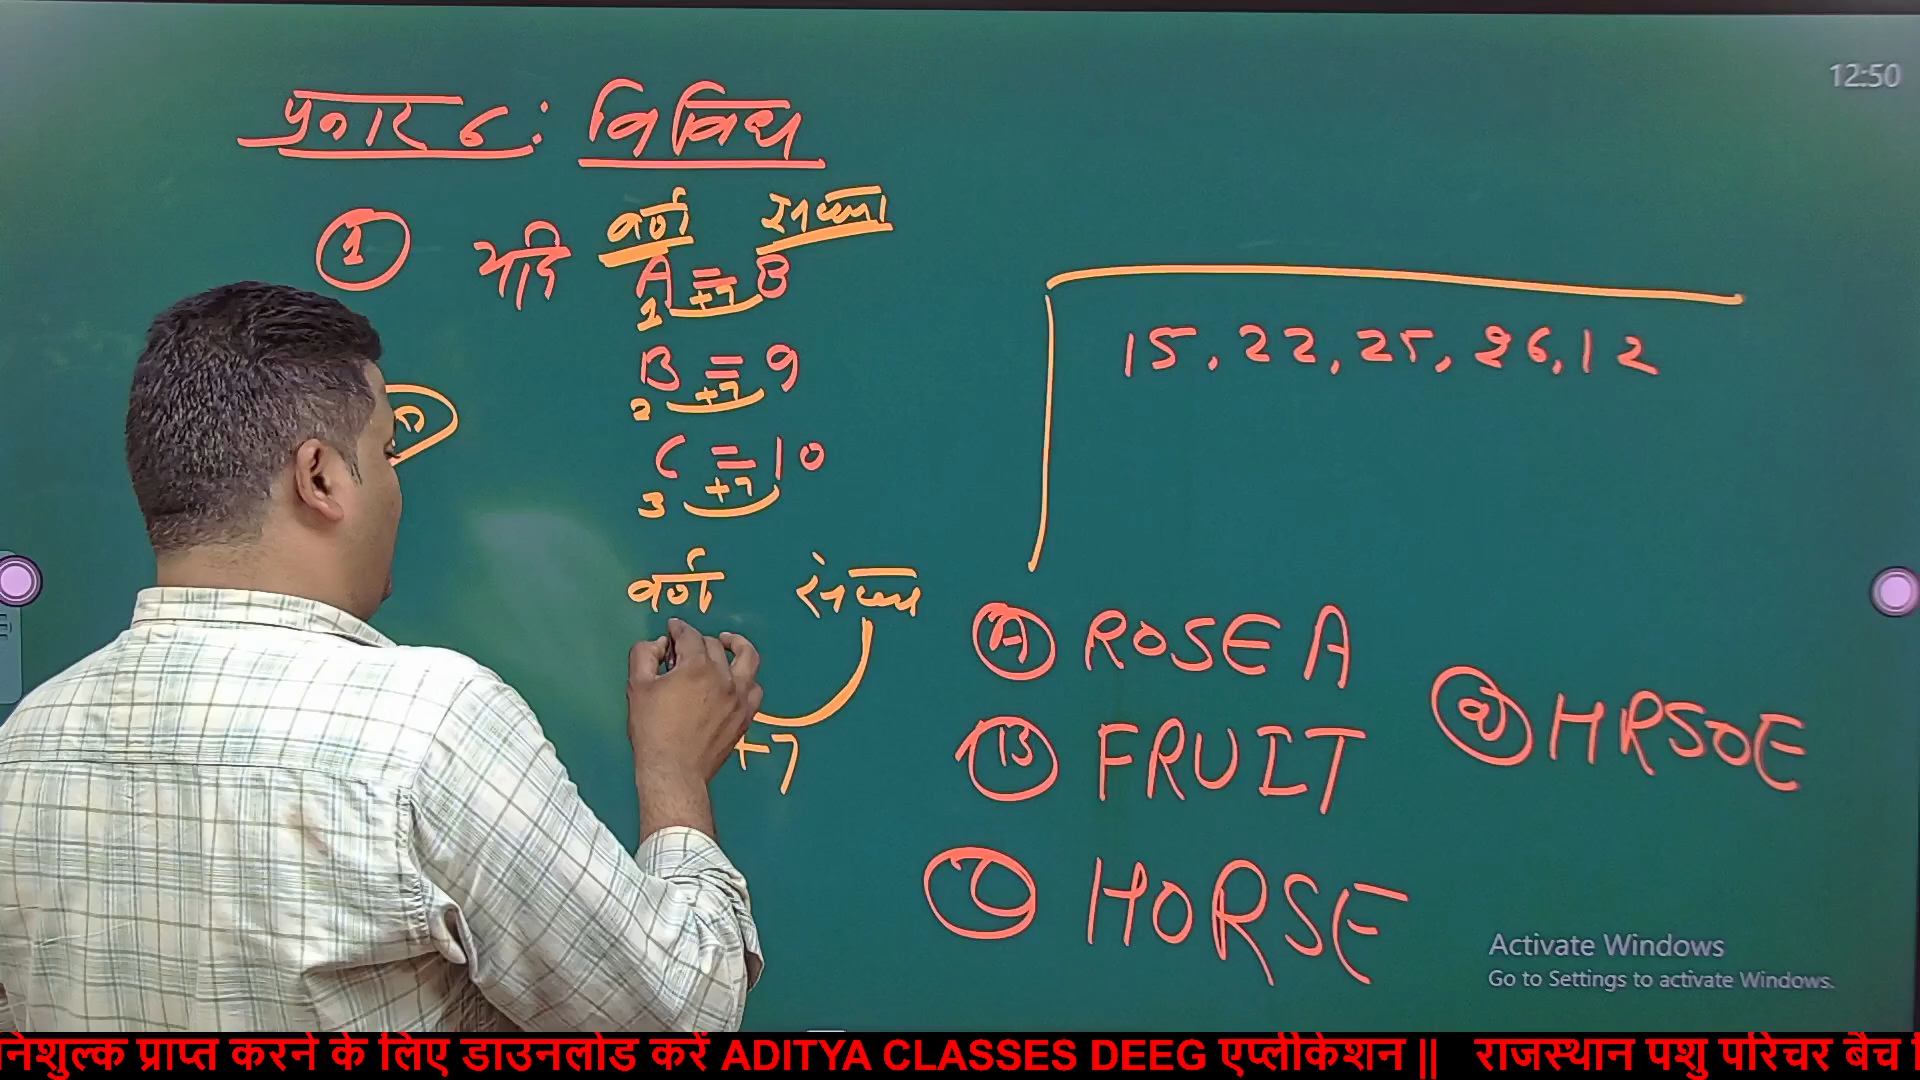 12:50
प्रकार 6: विविध
वर्ण संख्या
1 यदि A = B
1 +7
B = 9
2 +7
C = 10
3 +7
वर्ण संख्या
+7
15, 22, 25, 26, 12
A ROSEA
B FRUIT
C HORSE
d HRSOE
Activate Windows
Go to Settings to activate Windows.
निशुल्क प्राप्त करने के लिए डाउनलोड करें ADITYA CLASSES DEEG एप्लीकेशन || राजस्थान पशु परिचर बैच